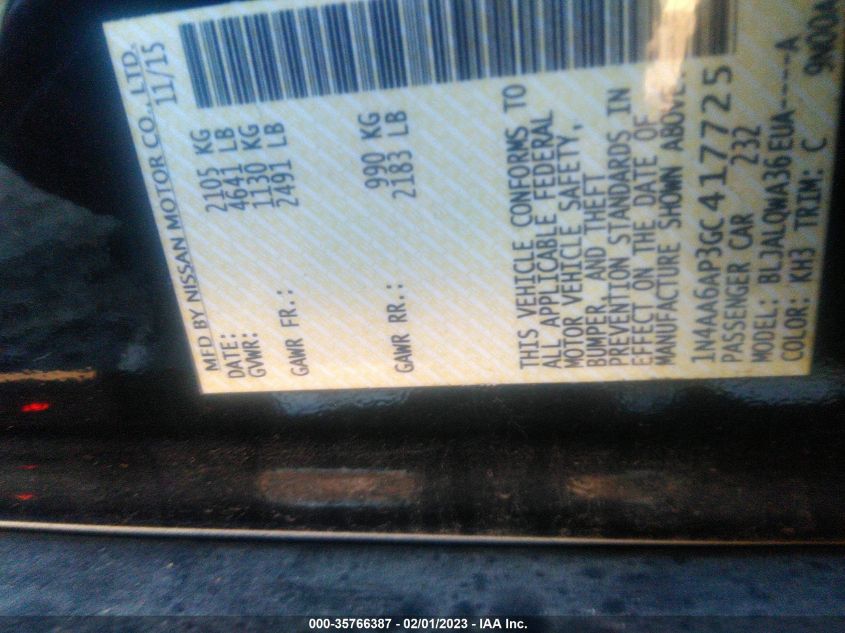 MFD BY NISSAN MOTOR CO., LTD.
DATE: 11/15
GVWR: 2105 KG
4641 LB
GAWR FR.: 1130 KG
2491 LB
GAWR RR.: 990 KG
2183 LB
THIS VEHICLE CONFORMS TO
ALL APPLICABLE FEDERAL
MOTOR VEHICLE SAFETY,
BUMPER, AND THEFT
PREVENTION STANDARDS IN
EFFECT ON THE DATE OF
MANUFACTURE SHOWN ABOVE.
1N4AA6AP3GC417725
PASSENGER CAR 232
MODEL: BLJALQWA36EUA----A
COLOR: KH3 TRIM: C 9N00A
000-35766387 - 02/01/2023 - IAA Inc.